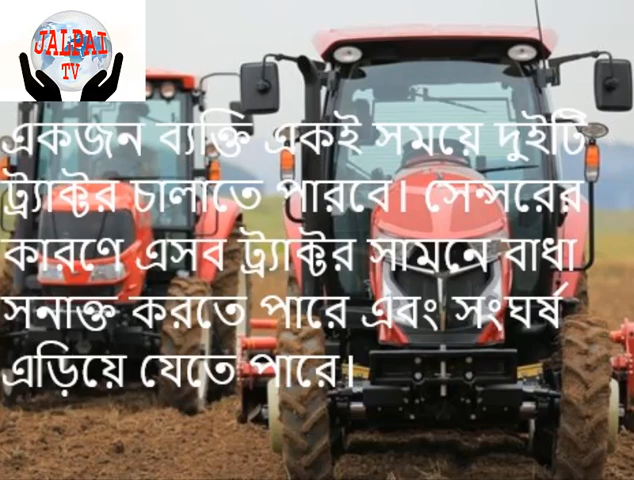 JALPAI
TV
একজন ব্যক্তি একই সময়ে দুইটি
ট্র্যাক্টর চালাতে পারবে। সেন্সরের
কারণে এসব ট্র্যাক্টর সামনে বাধা
সনাক্ত করতে পারে এবং সংঘর্ষ
এড়িয়ে যেতে পারে।